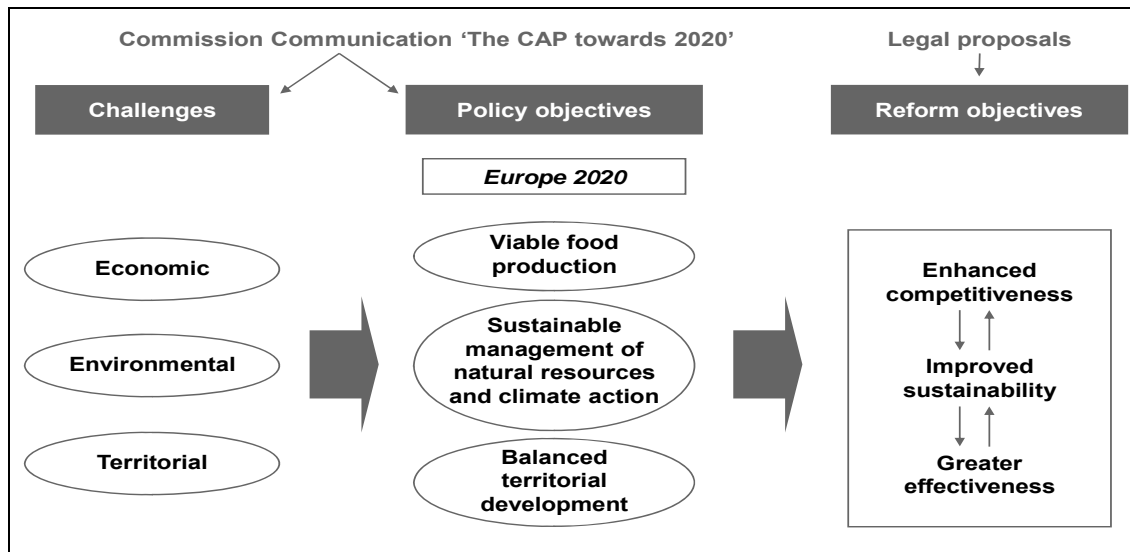 Commission Communication ‘The CAP towards 2020’
Legal proposals
Challenges
Policy objectives
Reform objectives
Europe 2020
Economic
Environmental
Territorial
Viable food
production
Sustainable
management of
natural resources
and climate action
Balanced
territorial
development
Enhanced
competitiveness
Improved
sustainability
Greater
effectiveness